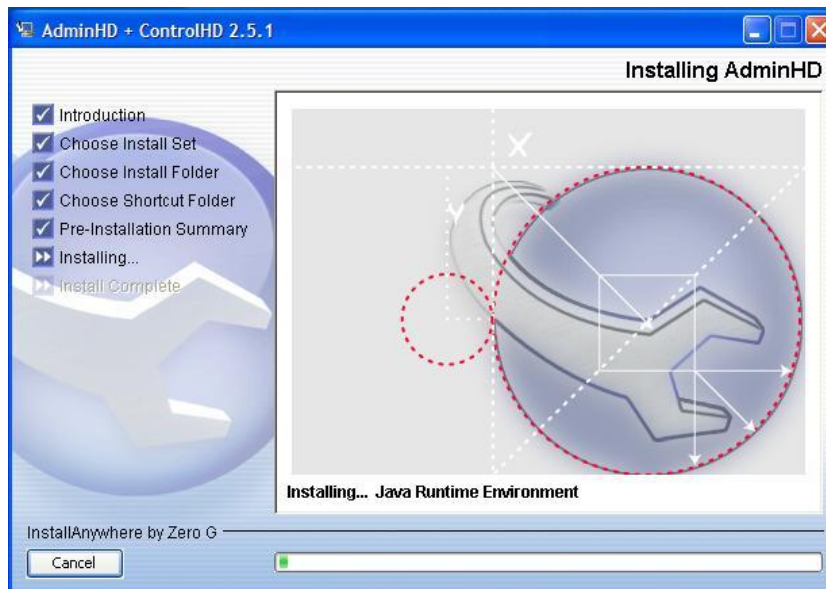 AdminHD + ControlHD 2.5.1
Installing AdminHD
Introduction
Choose Install Set
Choose Install Folder
Choose Shortcut Folder
Pre-Installation Summary
Installing...
Install Complete
X
Y
Installing... Java Runtime Environment
InstallAnywhere by Zero G
Cancel